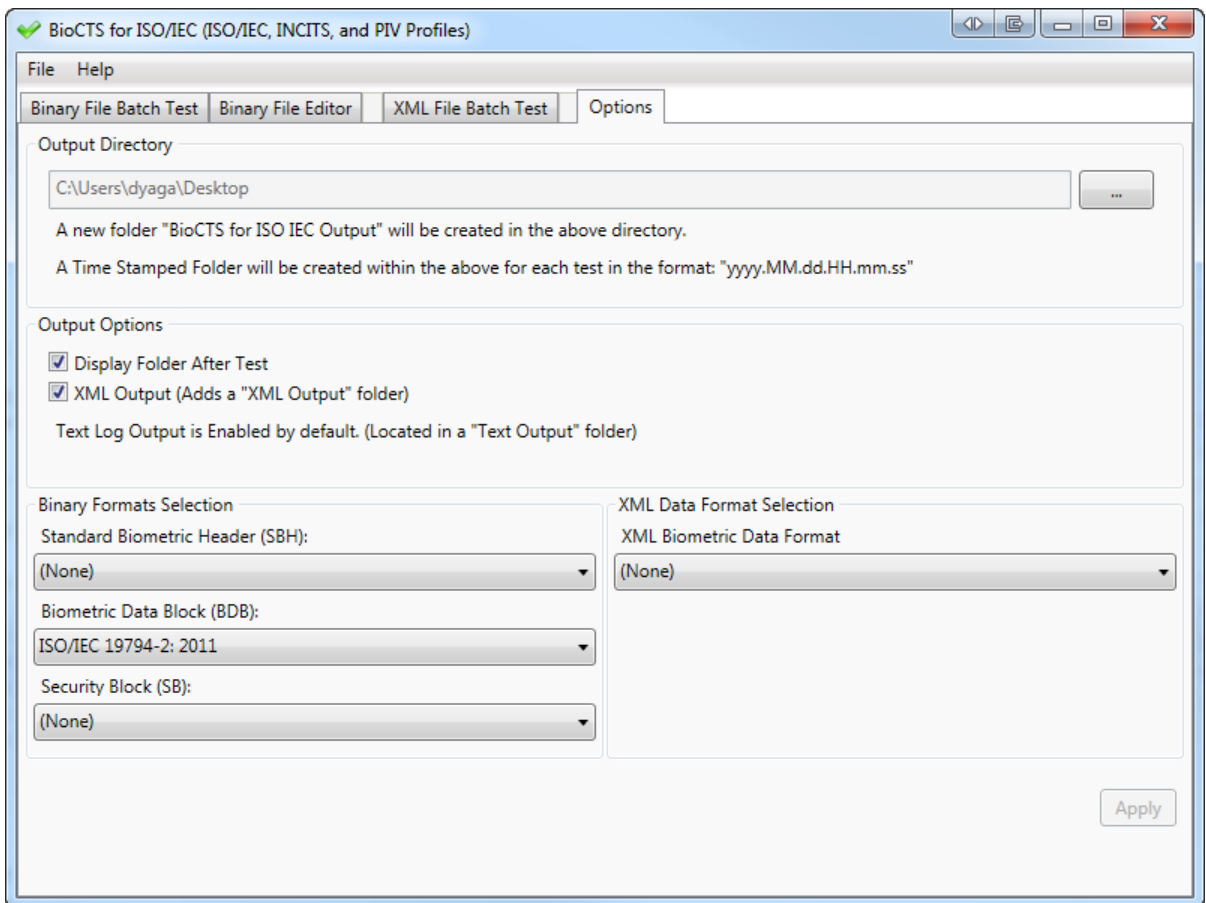 BioCTS for ISO/IEC (ISO/IEC, INCITS, and PIV Profiles)
File Help
Binary File Batch Test Binary File Editor XML File Batch Test Options
Output Directory
C:\Users\dyaga\Desktop ...
A new folder "BioCTS for ISO IEC Output" will be created in the above directory.
A Time Stamped Folder will be created within the above for each test in the format: "yyyy.MM.dd.HH.mm.ss"
Output Options
Display Folder After Test
XML Output (Adds a "XML Output" folder)
Text Log Output is Enabled by default. (Located in a "Text Output" folder)
Binary Formats Selection
Standard Biometric Header (SBH):
(None)
Biometric Data Block (BDB):
ISO/IEC 19794-2: 2011
Security Block (SB):
(None)
XML Data Format Selection
XML Biometric Data Format
(None)
Apply